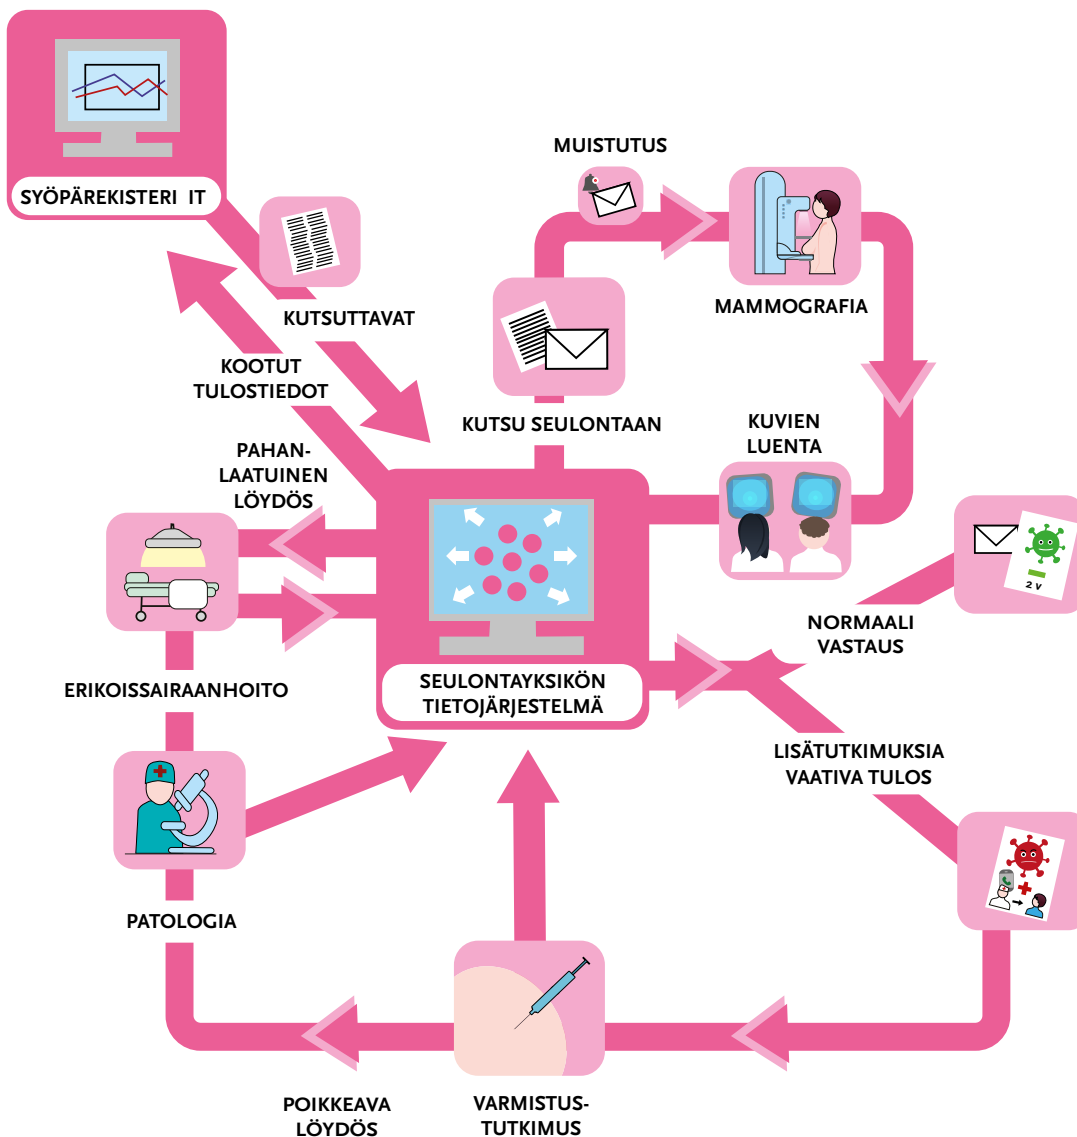 SYÖPÄREKISTERI IT
MUISTUTUS
MAMMOGRAFIA
KUTSUTTAVAT
KOOTUT
TULOSTIEDOT
KUTSU SEULONTAAN
KUVIEN
LUENTA
PAHAN-
LAATUINEN
LÖYDÖS
2 V
NORMAALI
VASTAUS
ERIKOISSAIRAANHOITO
SEULONTAYKSIKÖN
TIETOJÄRJESTELMÄ
LISÄTUTKIMUKSIA
VAATIVA TULOS
PATOLOGIA
POIKKEAVA
LÖYDÖS
VARMISTUS-
TUTKIMUS